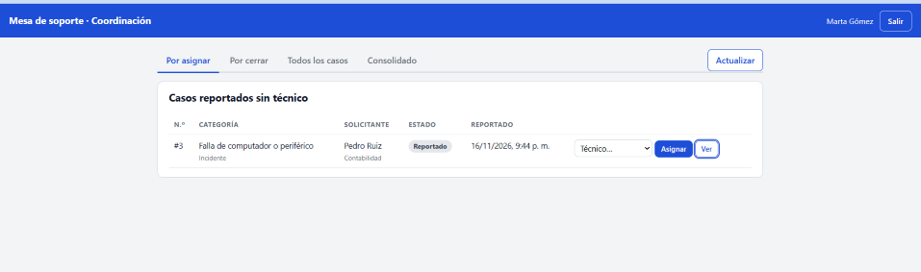 Mesa de soporte · Coordinación
Marta Gómez
Salir
Por asignar
Por cerrar
Todos los casos
Consolidado
Actualizar
Casos reportados sin técnico
N.º CATEGORÍA SOLICITANTE ESTADO REPORTADO
#3 Falla de computador o periférico Pedro Ruiz Reportado 16/11/2026, 9:44 p. m. Técnico... Asignar Ver
Incidente Contabilidad